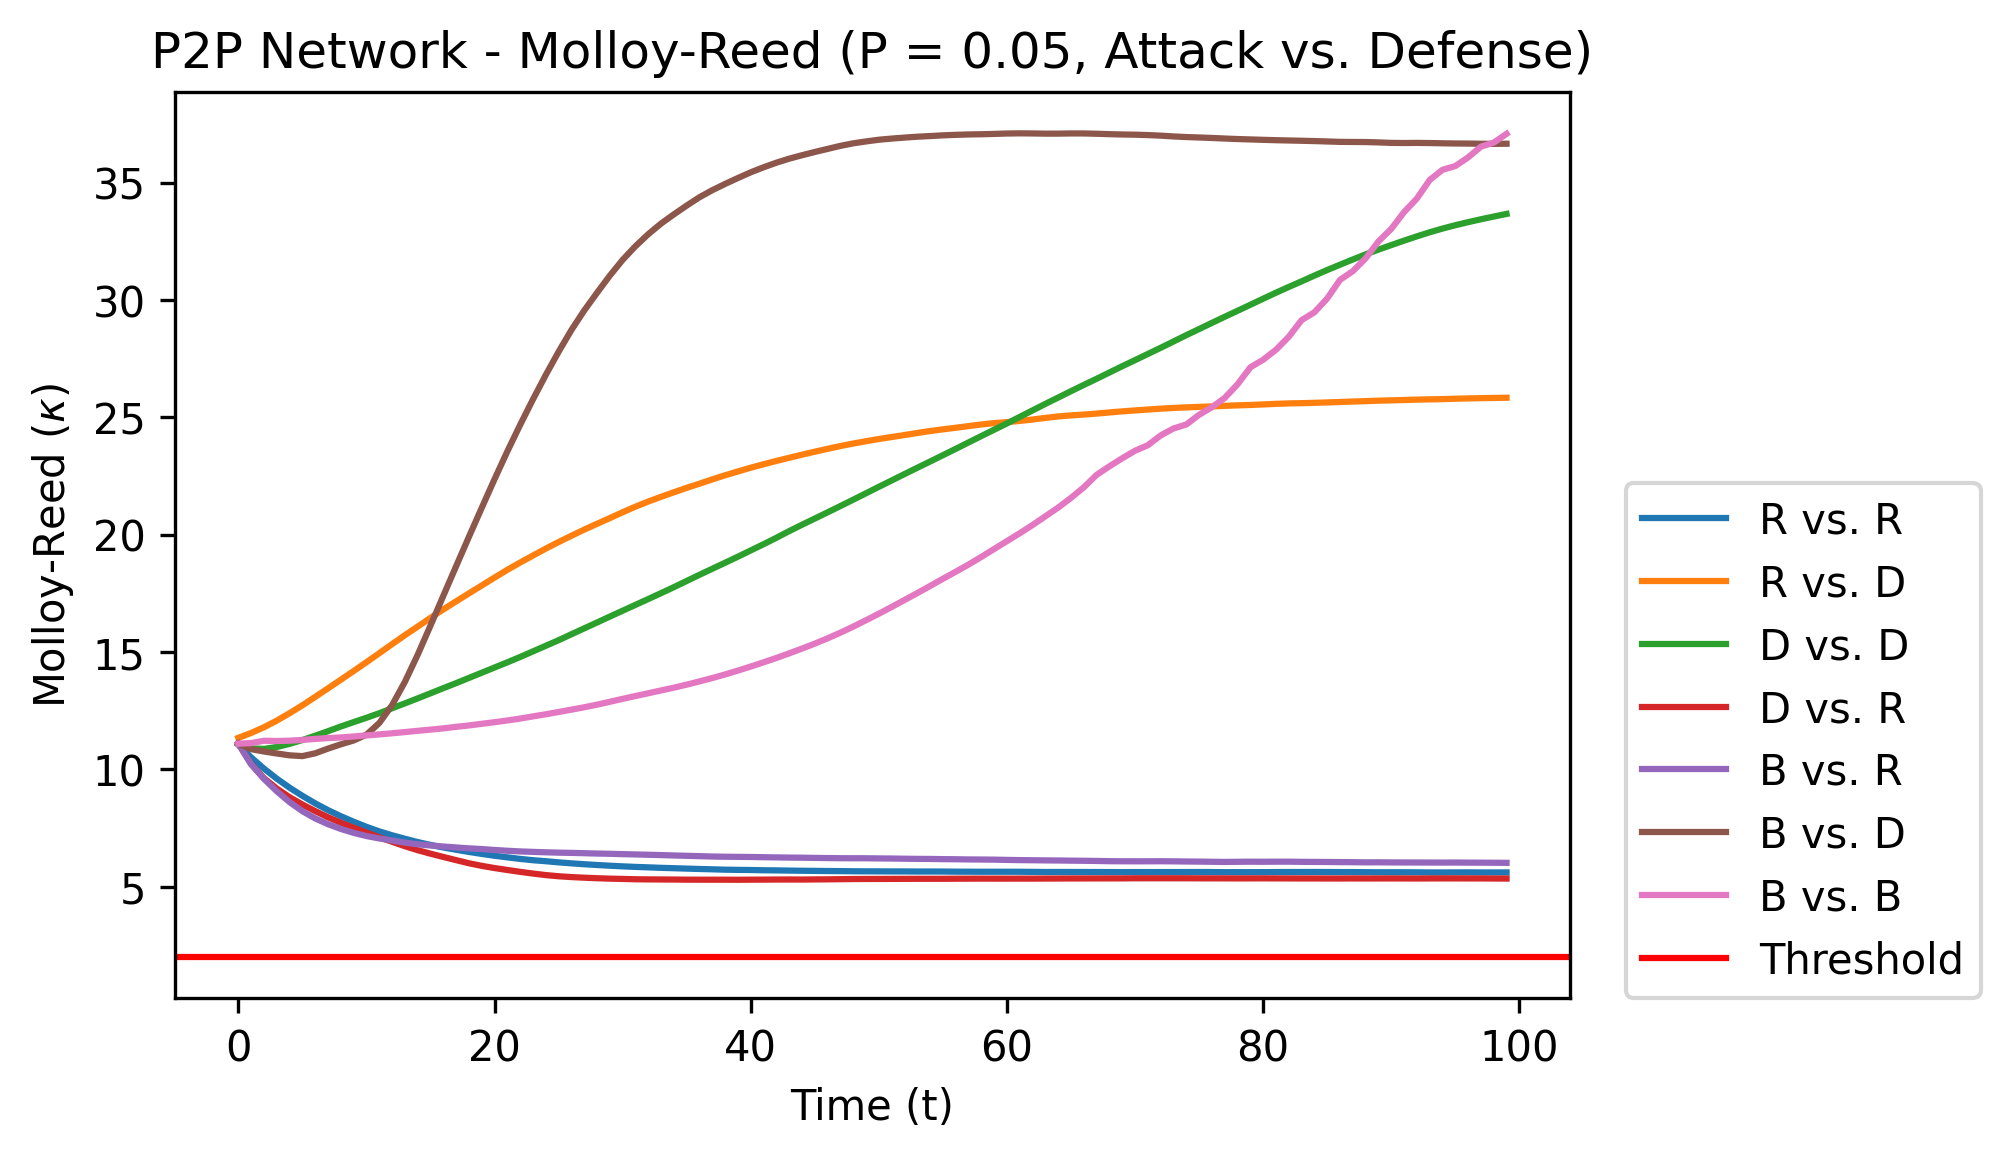 P2P Network - Molloy-Reed (P = 0.05, Attack vs. Defense)
Molloy-Reed (κ)
35
30
25
20
15
10
5
0 20 40 60 80 100
Time (t)
R vs. R
R vs. D
D vs. D
D vs. R
B vs. R
B vs. D
B vs. B
Threshold